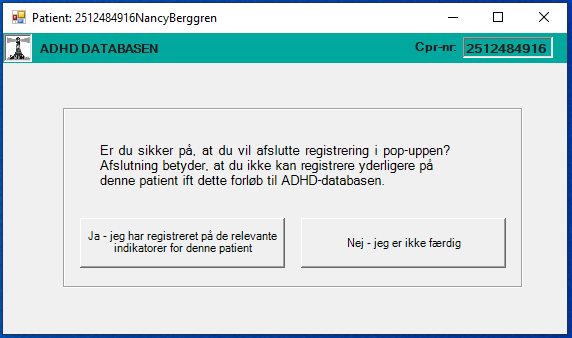 Patient: 2512484916NancyBerggren
ADHD DATABASEN
Cpr-nr: 2512484916
Er du sikker på, at du vil afslutte registrering i pop-uppen?
Afslutning betyder, at du ikke kan registrere yderligere på
denne patient ift dette forløb til ADHD-databasen.
Ja - jeg har registreret på de relevante
indikatorer for denne patient
Nej - jeg er ikke færdig